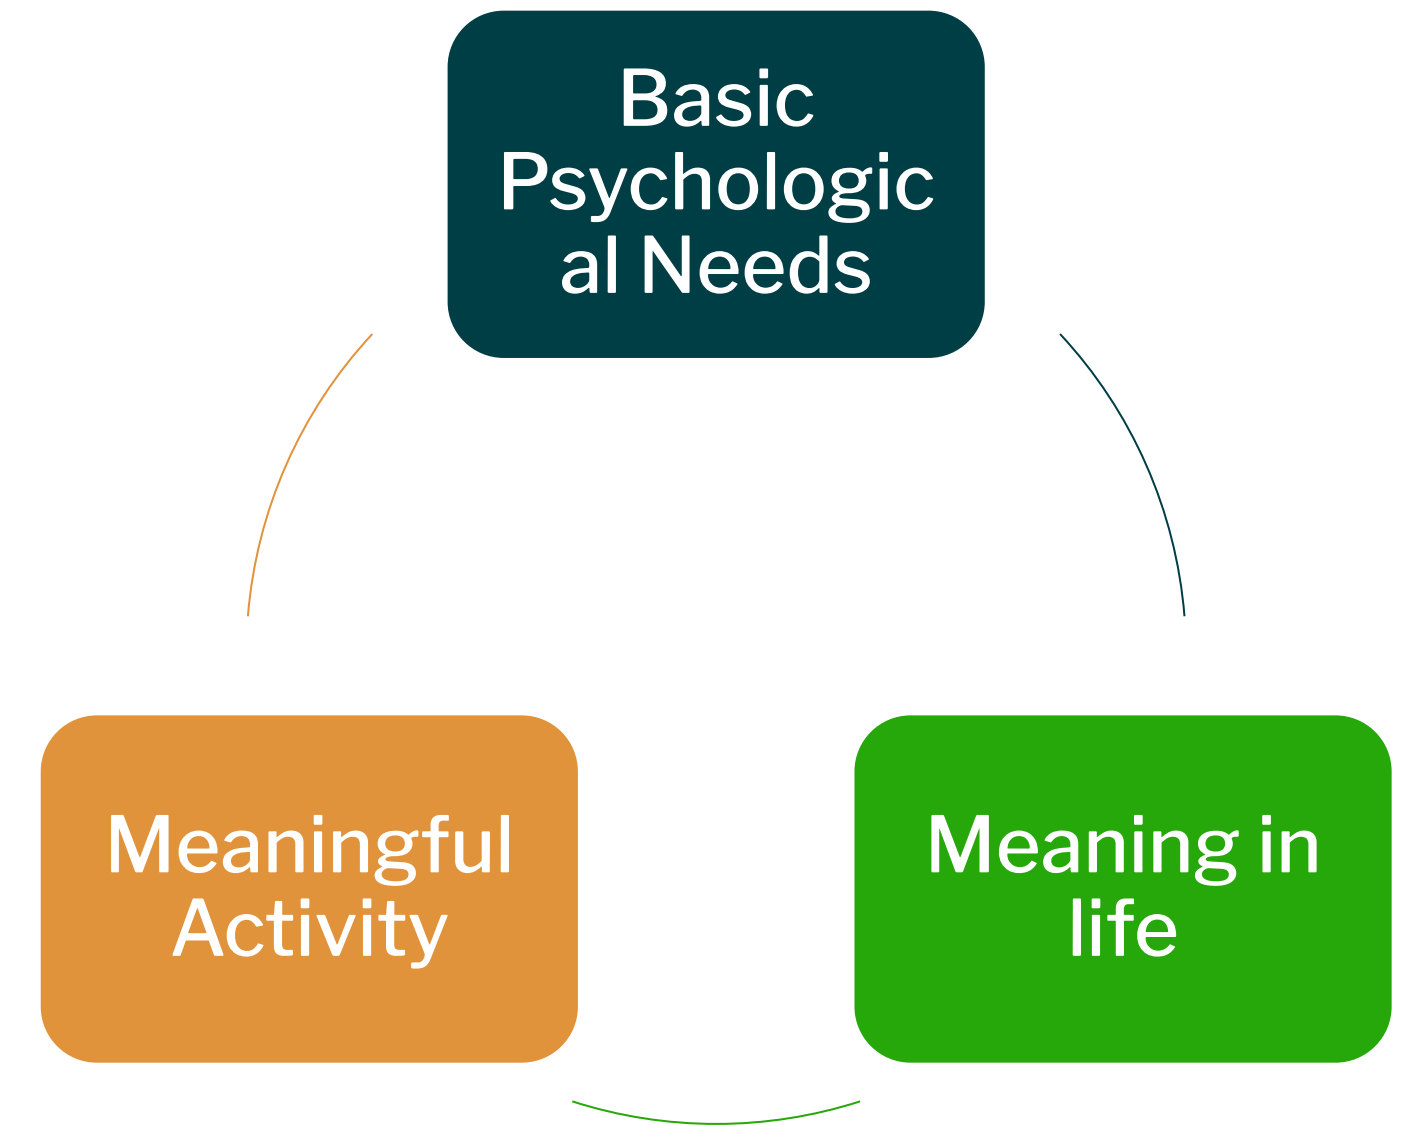 Basic
Psychologic
al Needs
Meaningful
Activity
Meaning in
life